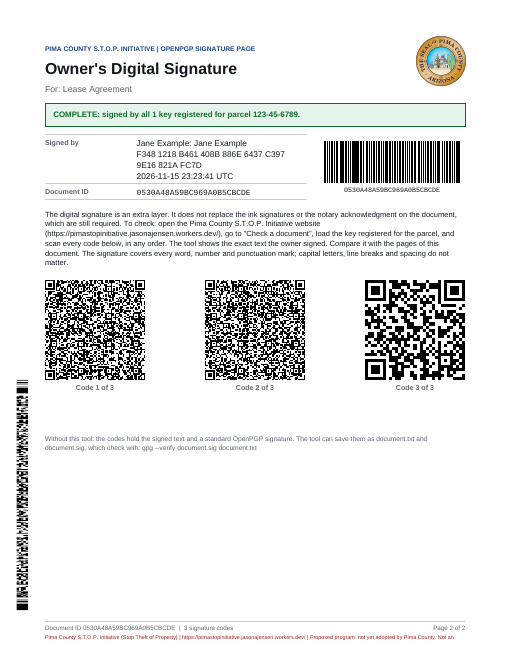 PIMA COUNTY S.T.O.P. INITIATIVE | OPENPGP SIGNATURE PAGE
THE SEAL OF PIMA COUNTY
ARIZONA
Owner's Digital Signature
For: Lease Agreement
COMPLETE: signed by all 1 key registered for parcel 123-45-6789.
Signed by
Jane Example: Jane Example
F348 1218 B461 408B 886E 6437 C397
9E16 821A FC7D
2026-11-15 23:23:41 UTC
Document ID
0530A48A59BC969A0B5CBCDE
0530A48A59BC969A0B5CBCDE
The digital signature is an extra layer. It does not replace the ink signatures or the notary acknowledgment on the document,
which are still required. To check: open the Pima County S.T.O.P. Initiative website
(https://pimastopinitiative.jasonajensen.workers.dev/), go to "Check a document", load the key registered for the parcel, and
scan every code below, in any order. The tool shows the exact text the owner signed. Compare it with the pages of this
document. The signature covers every word, number and punctuation mark; capital letters, line breaks and spacing do not
matter.
Code 1 of 3
Code 2 of 3
Code 3 of 3
Without this tool: the codes hold the signed text and a standard OpenPGP signature. The tool can save them as document.txt and
document.sig, which check with: gpg --verify document.sig document.txt
Document ID 0530A48A59BC969A0B5CBCDE | 3 signature codes
Page 2 of 2
Pima County S.T.O.P. Initiative (Stop Theft of Property) | https://pimastopinitiative.jasonajensen.workers.dev/ | Proposed program: not yet adopted by Pima County. Not an